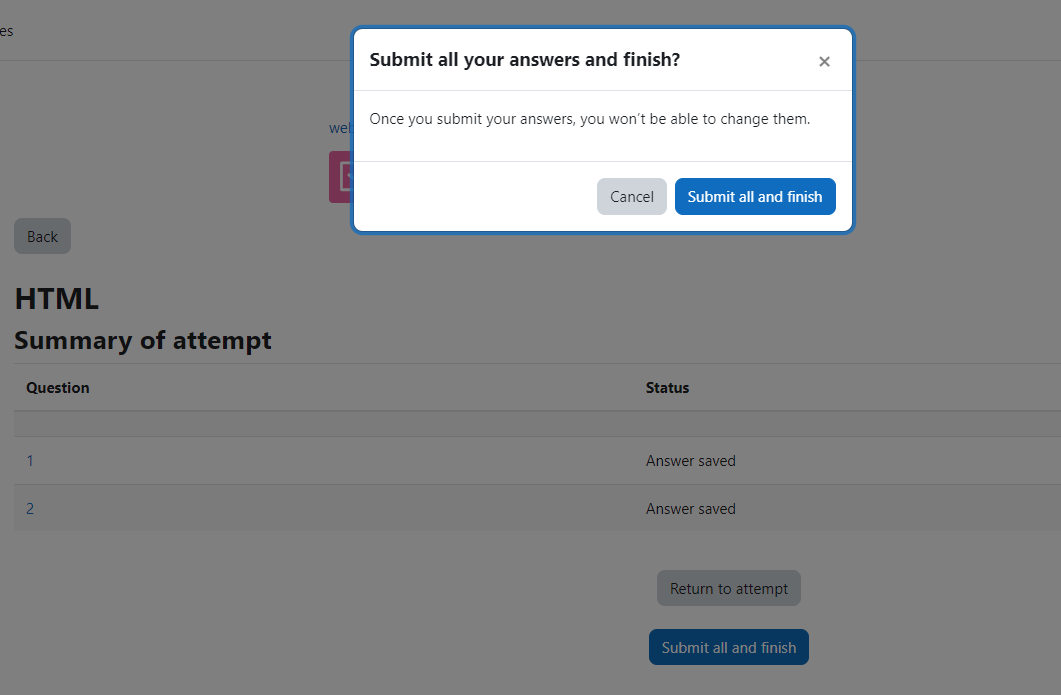 es
Submit all your answers and finish?
×
Once you submit your answers, you won't be able to change them.
Cancel
Submit all and finish
Back
HTML
Summary of attempt
Question Status
1 Answer saved
2 Answer saved
Return to attempt
Submit all and finish